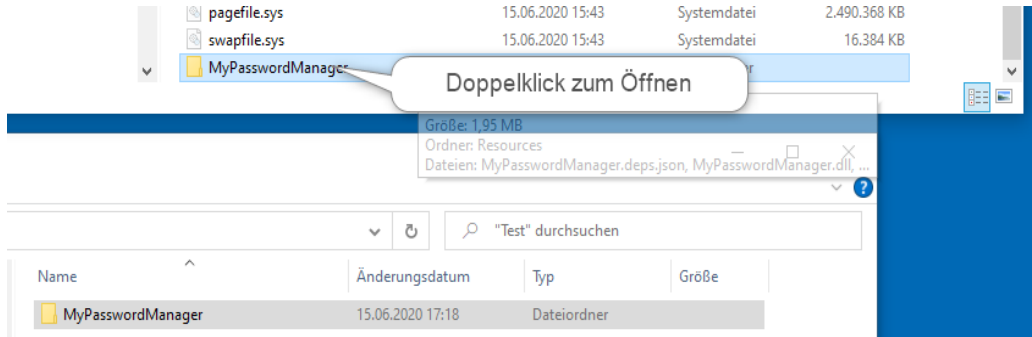 pagefile.sys 15.06.2020 15:43 Systemdatei 2.490.368 KB
swapfile.sys 15.06.2020 15:43 Systemdatei 16.384 KB
MyPasswordManager
Doppelklick zum Öffnen
Größe: 1,95 MB
Ordner: Resources
Dateien: MyPasswordManager.deps.json, MyPasswordManager.dll, ...
"Test" durchsuchen
Name Änderungsdatum Typ Größe
MyPasswordManager 15.06.2020 17:18 Dateiordner